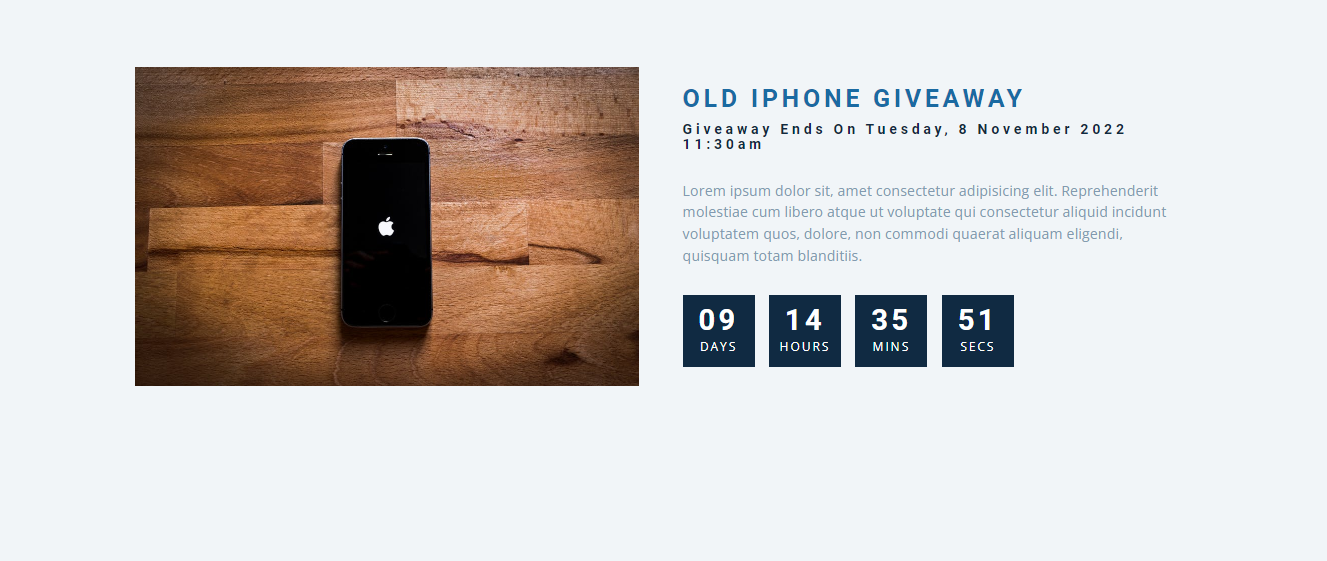 OLD IPHONE GIVEAWAY
Giveaway Ends On Tuesday, 8 November 2022
11:30am
Lorem ipsum dolor sit, amet consectetur adipisicing elit. Reprehenderit
molestiae cum libero atque ut voluptate qui consectetur aliquid incidunt
voluptatem quos, dolore, non commodi quaerat aliquam eligendi,
quisquam totam blanditiis.
09 14 35 51
DAYS HOURS MINS SECS